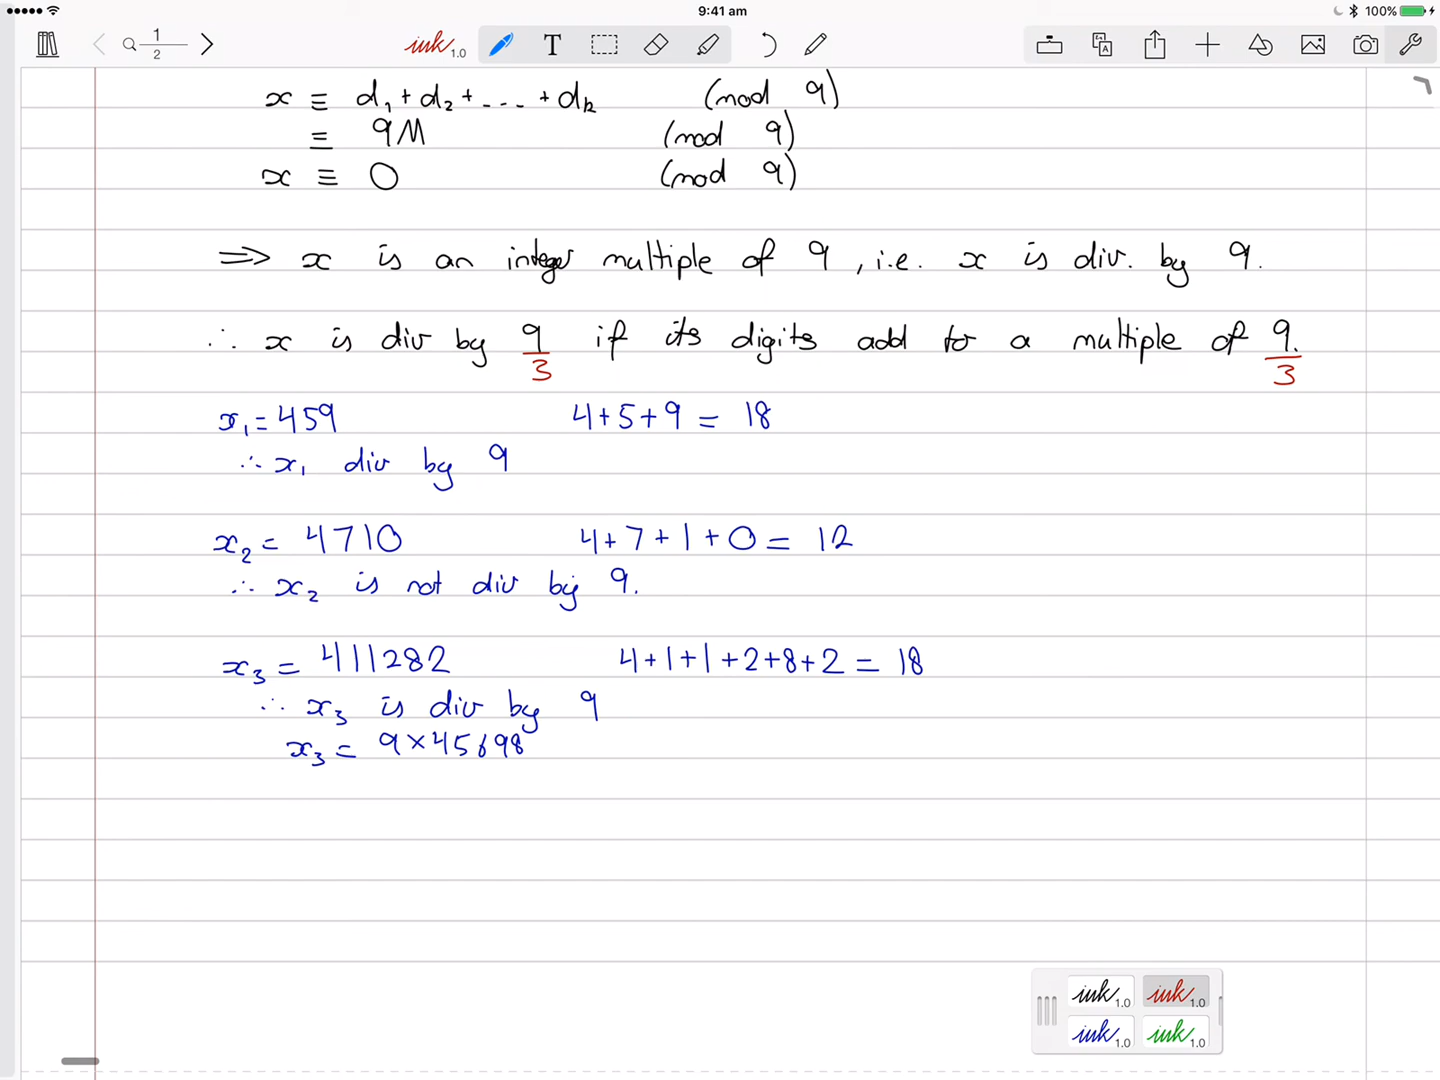 9:41 am
100%
1
2
ink 1.0
T
x ≡ d₁ + d₂ + ---- + dₖ (mod 9)
≡ 9M (mod 9)
x ≡ 0 (mod 9)
⇒ x is an integer multiple of 9, i.e. x is div. by 9.
∴ x is div by 9 if its digits add to a multiple of 9.
3 3
x₁ = 459 4+5+9 = 18
∴ x₁ div by 9
x₂ = 4710 4+7+1+0 = 12
∴ x₂ is not div by 9.
x₃ = 411282 4+1+1+2+8+2 = 18
∴ x₃ is div by 9
x₃ = 9×45698
ink 1.0 ink 1.0
ink 1.0 ink 1.0